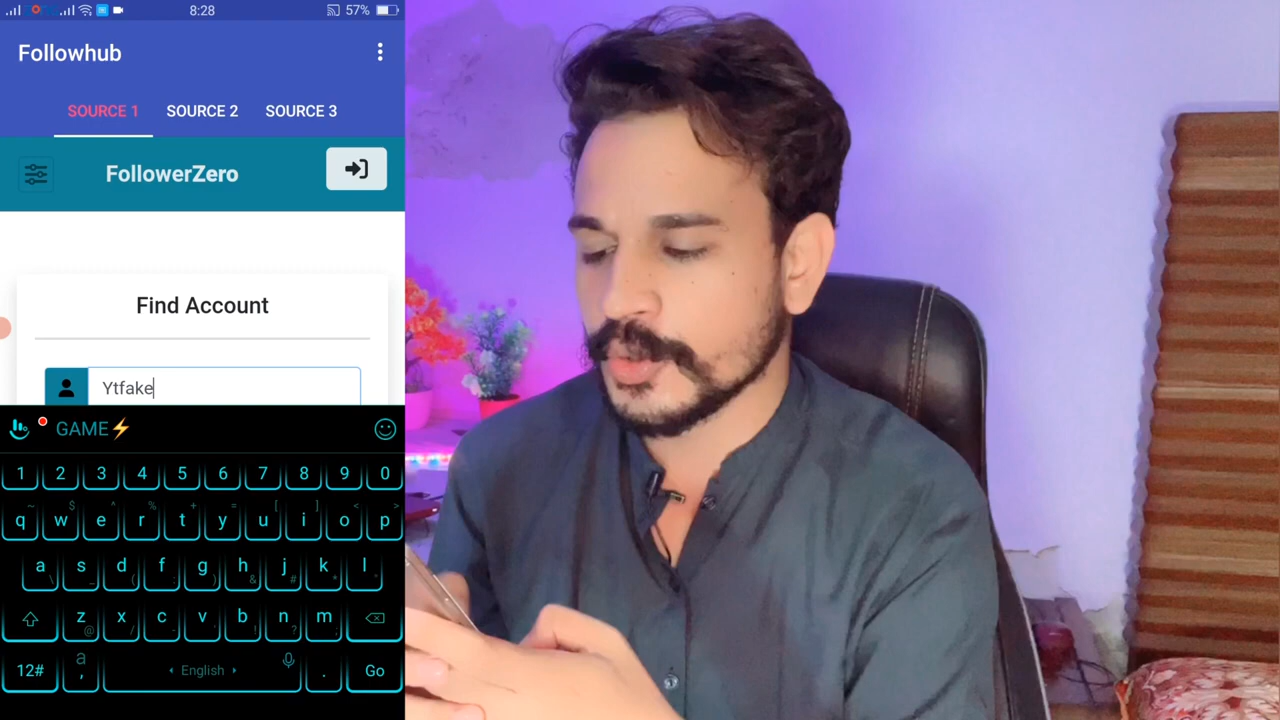 8:28
57%
Followhub
SOURCE 1 SOURCE 2 SOURCE 3
FollowerZero
Find Account
Ytfake
GAME⚡
1 2 3 4 5 6 7 8 9 0
q w e r t y u i o p
a s d f g h j k l
z x c v b n m
12# , English . Go